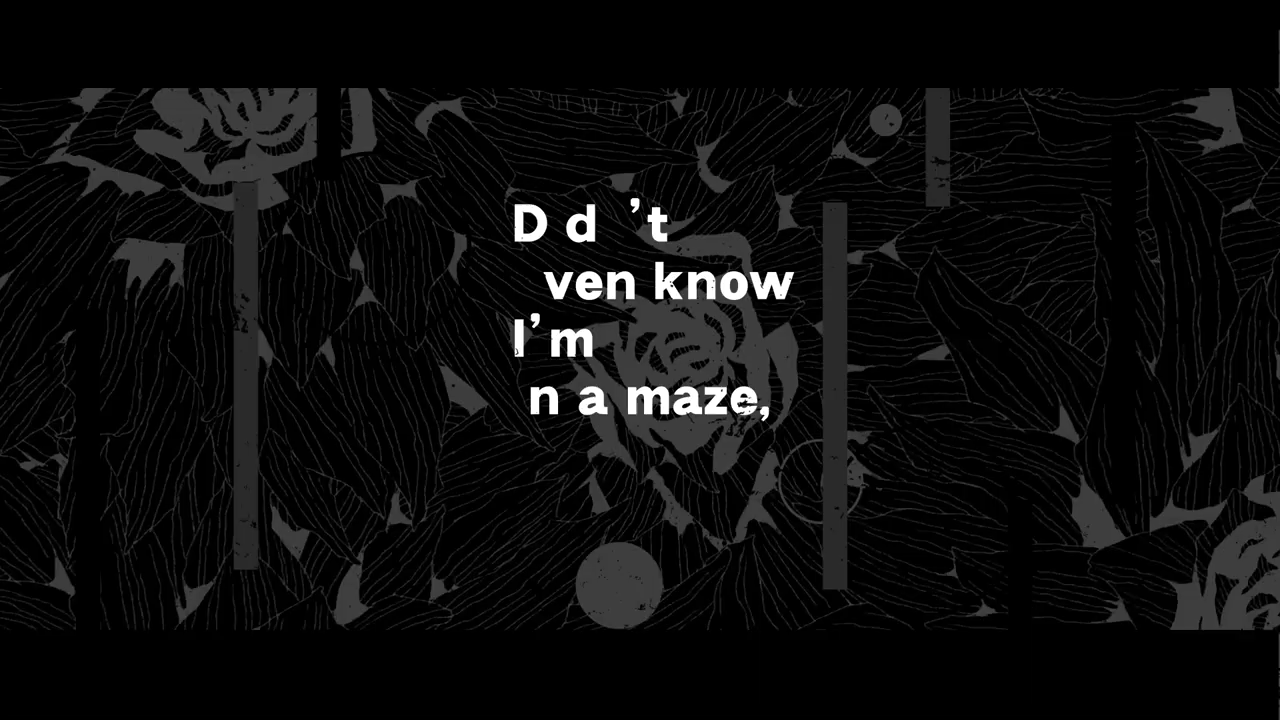 D d ’t
ven know
I’m
n a maze,